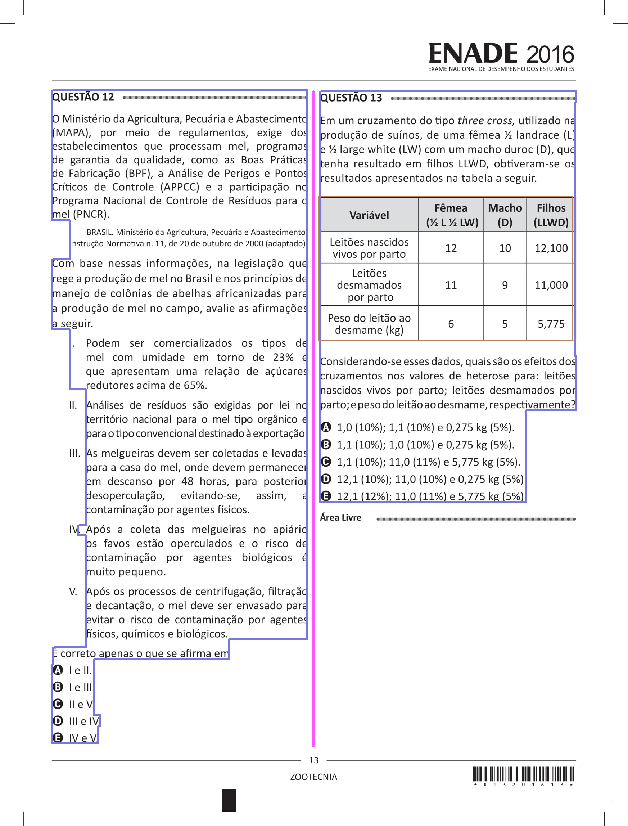 ENADE 2016
EXAME NACIONAL DE DESEMPENHO DOS ESTUDANTES
QUESTÃO 12
O Ministério da Agricultura, Pecuária e Abastecimento
(MAPA), por meio de regulamentos, exige dos
estabelecimentos que processam mel, programas
de garantia da qualidade, como as Boas Práticas
de Fabricação (BPF), a Análise de Perigos e Pontos
Críticos de Controle (APPCC) e a participação no
Programa Nacional de Controle de Resíduos para o
mel (PNCR).
BRASIL. Ministério da Agricultura, Pecuária e Abastecimento.
Instrução Normativa n. 11, de 20 de outubro de 2000 (adaptado).
Com base nessas informações, na legislação que
rege a produção de mel no Brasil e nos princípios de
manejo de colônias de abelhas africanizadas para
a produção de mel no campo, avalie as afirmações
a seguir.
I. Podem ser comercializados os tipos de
mel com umidade em torno de 23% e
que apresentam uma relação de açúcares
redutores acima de 65%.
II. Análises de resíduos são exigidas por lei no
território nacional para o mel tipo orgânico e
para o tipo convencional destinado à exportação.
III. As melgueiras devem ser coletadas e levadas
para a casa do mel, onde devem permanecer
em descanso por 48 horas, para posterior
desoperculação, evitando-se, assim, a
contaminação por agentes físicos.
IV. Após a coleta das melgueiras no apiário
os favos estão operculados e o risco de
contaminação por agentes biológicos é
muito pequeno.
V. Após os processos de centrifugação, filtração
e decantação, o mel deve ser envasado para
evitar o risco de contaminação por agentes
físicos, químicos e biológicos.
É correto apenas o que se afirma em
A I e II.
B I e III.
C II e V.
D III e IV.
E IV e V.
QUESTÃO 13
Em um cruzamento do tipo three cross, utilizado na
produção de suínos, de uma fêmea ½ landrace (L)
e ½ large white (LW) com um macho duroc (D), que
tenha resultado em filhos LLWD, obtiveram-se os
resultados apresentados na tabela a seguir.
Variável Fêmea (½ L ½ LW) Macho (D) Filhos (LLWD)
Leitões nascidos vivos por parto 12 10 12,100
Leitões desmamados por parto 11 9 11,000
Peso do leitão ao desmame (kg) 6 5 5,775
Considerando-se esses dados, quais são os efeitos dos
cruzamentos nos valores de heterose para: leitões
nascidos vivos por parto; leitões desmamados por
parto; e peso do leitão ao desmame, respectivamente?
A 1,0 (10%); 1,1 (10%) e 0,275 kg (5%).
B 1,1 (10%); 1,0 (10%) e 0,275 kg (5%).
C 1,1 (10%); 11,0 (11%) e 5,775 kg (5%).
D 12,1 (10%); 11,0 (10%) e 0,275 kg (5%).
E 12,1 (12%); 11,0 (11%) e 5,775 kg (5%).
Área Livre
13
ZOOTECNIA